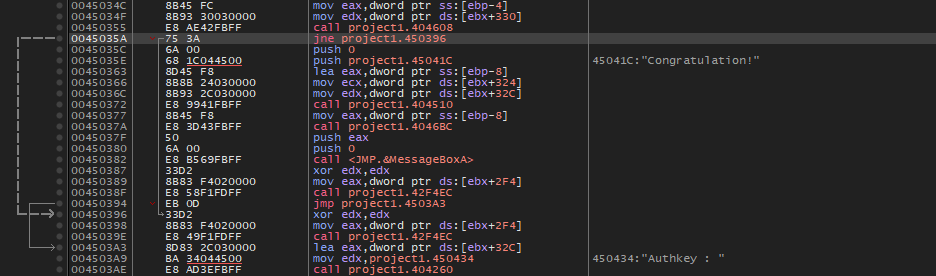 0045034C 8B45 FC mov eax,dword ptr ss:[ebp-4]
0045034F 8B93 30030000 mov edx,dword ptr ds:[ebx+330]
00450355 E8 AE42FBFF call project1.404608
0045035A 75 3A jne project1.450396
0045035C 6A 00 push 0
0045035E 68 1C044500 push project1.45041C 45041C:"Congratulation!"
00450363 8D45 F8 lea eax,dword ptr ss:[ebp-8]
00450366 8B8B 24030000 mov ecx,dword ptr ds:[ebx+324]
0045036C 8B93 2C030000 mov edx,dword ptr ds:[ebx+32C]
00450372 E8 9941FBFF call project1.404510
00450377 8B45 F8 mov eax,dword ptr ss:[ebp-8]
0045037A E8 3D43FBFF call project1.4046BC
0045037F 50 push eax
00450380 6A 00 push 0
00450382 E8 B569FBFF call <JMP.&MessageBoxA>
00450387 33D2 xor edx,edx
00450389 8B83 F4020000 mov eax,dword ptr ds:[ebx+2F4]
0045038F E8 58F1FDFF call project1.42F4EC
00450394 EB 0D jmp project1.4503A3
00450396 33D2 xor edx,edx
00450398 8B83 F4020000 mov eax,dword ptr ds:[ebx+2F4]
0045039E E8 49F1FDFF call project1.42F4EC
004503A3 8D83 2C030000 lea eax,dword ptr ds:[ebx+32C]
004503A9 BA 34044500 mov edx,project1.450434 450434:"Authkey : "
004503AE E8 AD3EFBFF call project1.404260